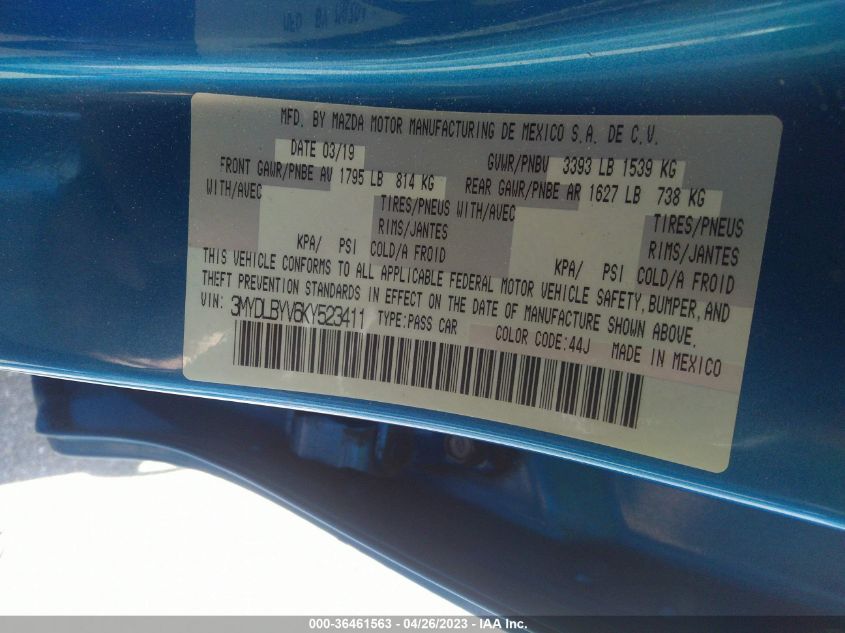 MFD. BY MAZDA MOTOR MANUFACTURING DE MEXICO S.A. DE C.V.
DATE 03/19 GVWR/PNBV 3393 LB 1539 KG
FRONT GAWR/PNBE AV 1795 LB 814 KG REAR GAWR/PNBE AR 1627 LB 738 KG
WITH/AVEC TIRES/PNEUS WITH/AVEC TIRES/PNEUS
RIMS/JANTES RIMS/JANTES
KPA/ PSI COLD/A FROID KPA/ PSI COLD/A FROID
THIS VEHICLE CONFORMS TO ALL APPLICABLE FEDERAL MOTOR VEHICLE SAFETY, BUMPER, AND
THEFT PREVENTION STANDARDS IN EFFECT ON THE DATE OF MANUFACTURE SHOWN ABOVE.
VIN: 3MYDLBYV6KY523411 TYPE:PASS CAR COLOR CODE:44J MADE IN MEXICO
000-36461563 - 04/26/2023 - IAA Inc.